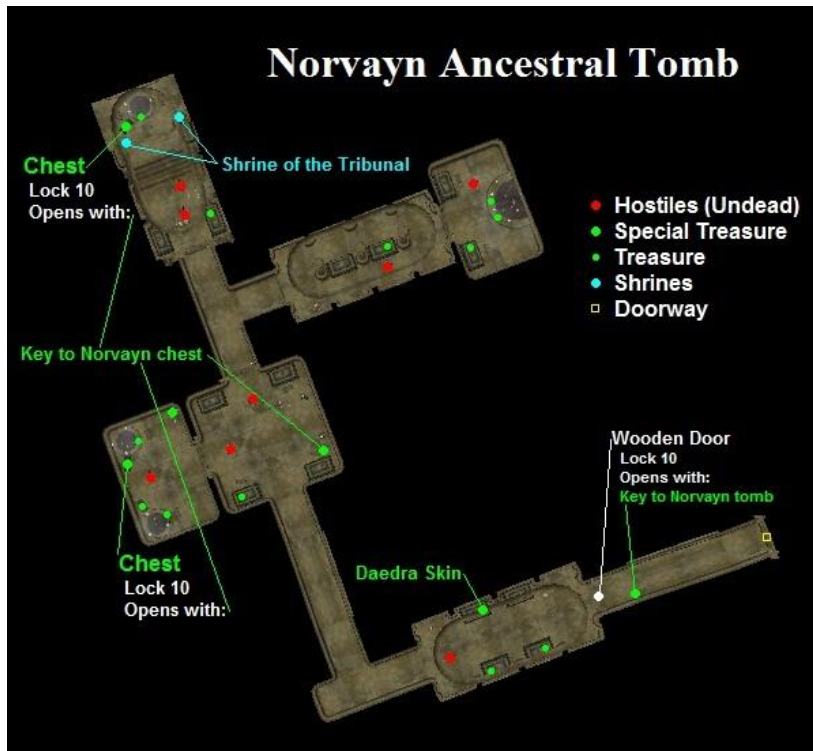 Norvayn Ancestral Tomb
Chest
Lock 10
Opens with:
Shrine of the Tribunal
Hostiles (Undead)
Special Treasure
Treasure
Shrines
Doorway
Key to Norvayn chest
Wooden Door
Lock 10
Opens with:
Key to Norvayn tomb
Chest
Lock 10
Opens with:
Daedra Skin